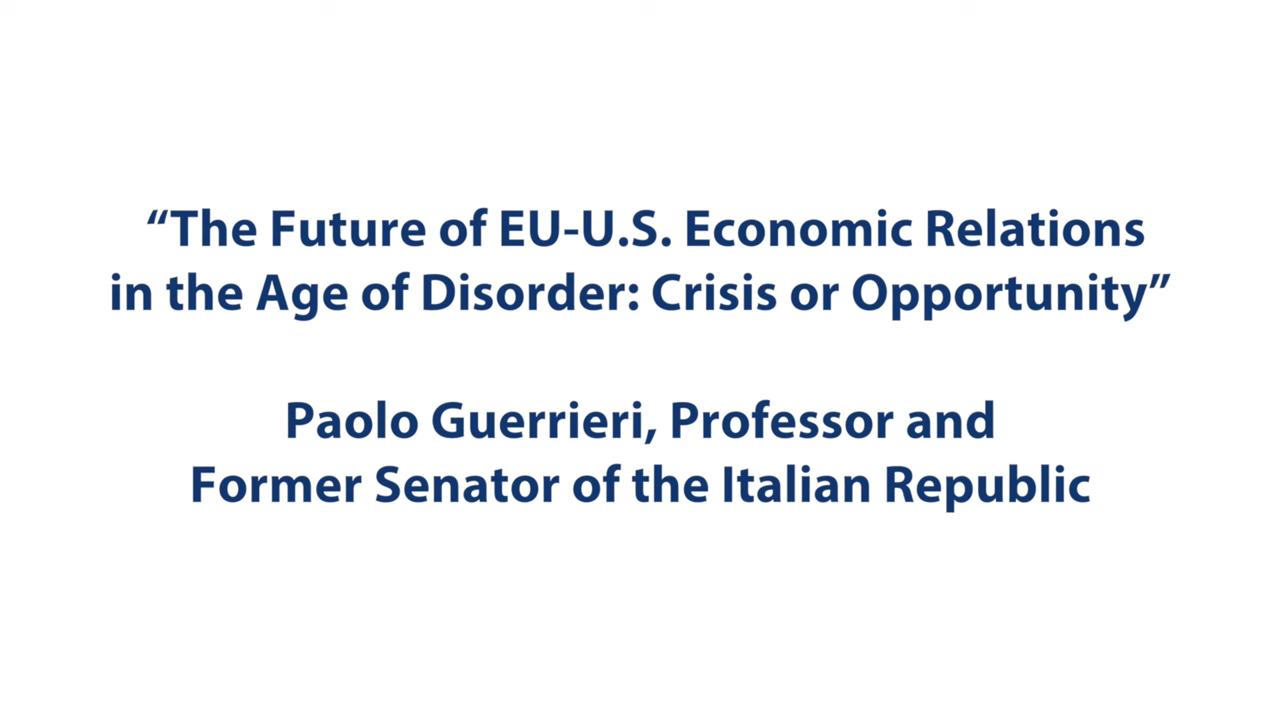 “The Future of EU-U.S. Economic Relations
in the Age of Disorder: Crisis or Opportunity”
Paolo Guerrieri, Professor and
Former Senator of the Italian Republic